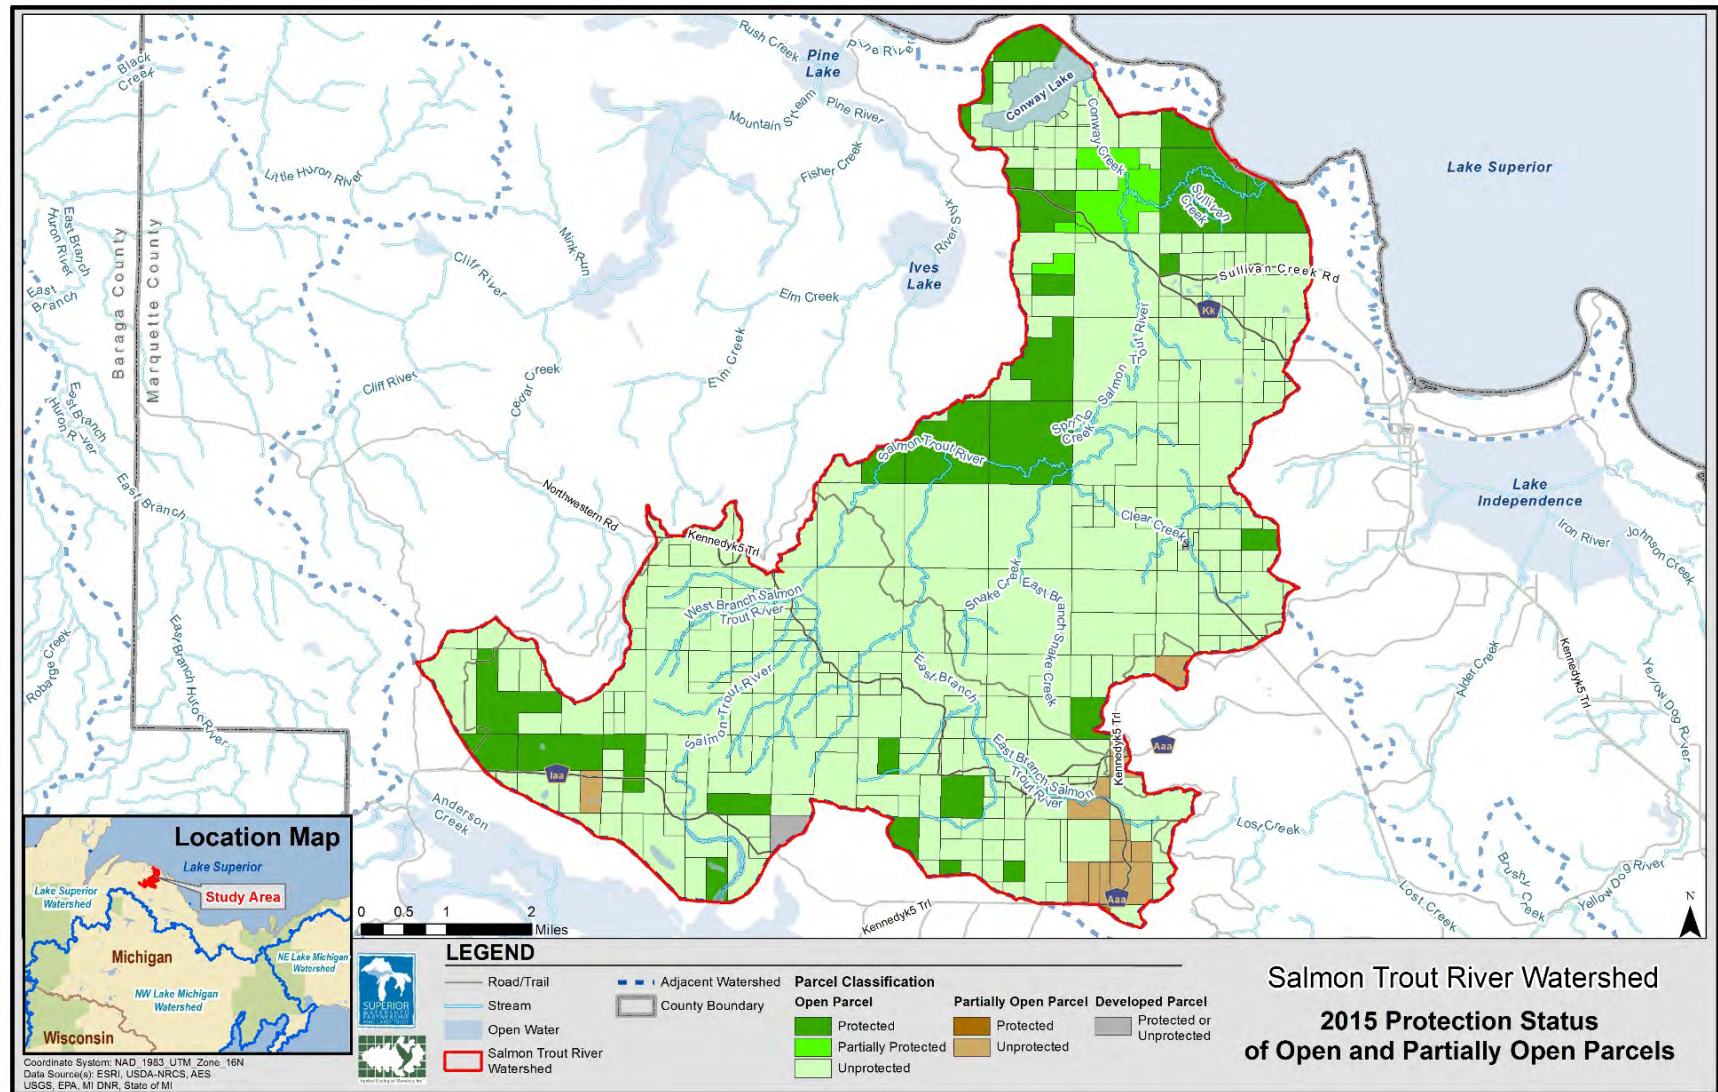 Rush Creek
Pine River
Pine
Lake
Black
Creek
Mountain Stream
Pine River
Conway Lake
Conway Creek
Lake Superior
Little Huron River
Fisher Creek
Sullivan
Creek
East Branch
Huron River
Baraga County
Marquette County
Mink Run
River Styx
Cliff River
Ives
Lake
Sullivan Creek Rd
East
Branch
Elm Creek
Kk
Salmon Trout River
Elm Creek
Cliff River
Cedar Creek
East Branch
Huron River
Spring
Creek
Salmon Trout River
Lake
Independence
East Branch
Northwestern Rd
Clear Creek
Iron River
Johnson Creek
Kennedyk5 Trl
Snake Creek
East Branch Snake Creek
West Branch Salmon
Trout River
Robarge Creek
East Branch Huron River
Alder Creek
Kennedyk5 Trl
Yellow Dog River
East Branch
Salmon Trout River
Kennedyk5 Trl
Aaa
East Branch Salmon
Trout River
Iaa
Anderson
Creek
Lost Creek
Brushy Creek
Yellow Dog River
Lost Creek
Aaa
Kennedyk5 Trl
N
Location Map
Lake Superior
Lake Superior
Watershed
Study Area
Michigan
NE Lake Michigan
Watershed
NW Lake Michigan
Watershed
Wisconsin
Coordinate System: NAD_1983_UTM_Zone_16N
Data Source(s): ESRI, USDA-NRCS, AES
USGS, EPA, MI DNR, State of MI
0 0.5 1 2
Miles
SUPERIOR
WATERSHED
PARTNERSHIP
AND LAND TRUST
Applied Ecological Services, Inc.
LEGEND
Road/Trail
Stream
Open Water
Salmon Trout River
Watershed
Adjacent Watershed
County Boundary
Parcel Classification
Open Parcel
Protected
Partially Protected
Unprotected
Partially Open Parcel
Protected
Unprotected
Developed Parcel
Protected or
Unprotected
Salmon Trout River Watershed
2015 Protection Status
of Open and Partially Open Parcels